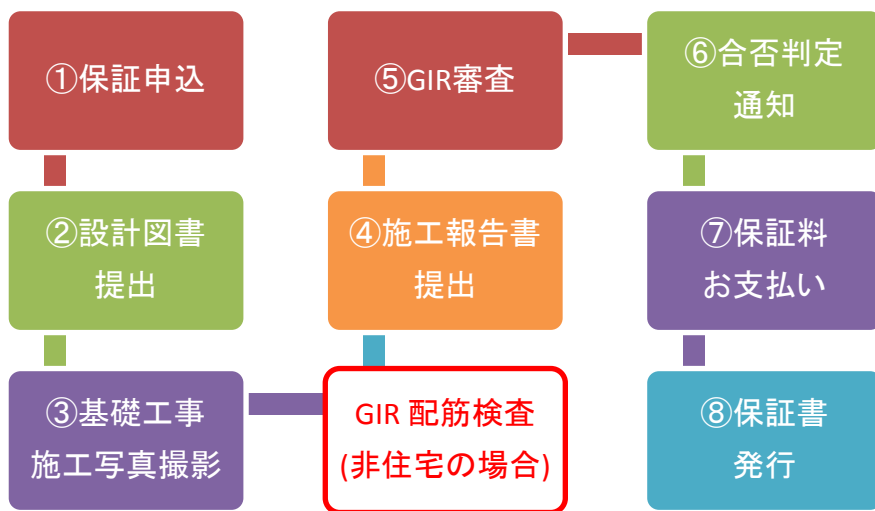 ①保証申込
②設計図書
提出
③基礎工事
施工写真撮影
GIR 配筋検査
(非住宅の場合)
④施工報告書
提出
⑤GIR審査
⑥合否判定
通知
⑦保証料
お支払い
⑧保証書
発行